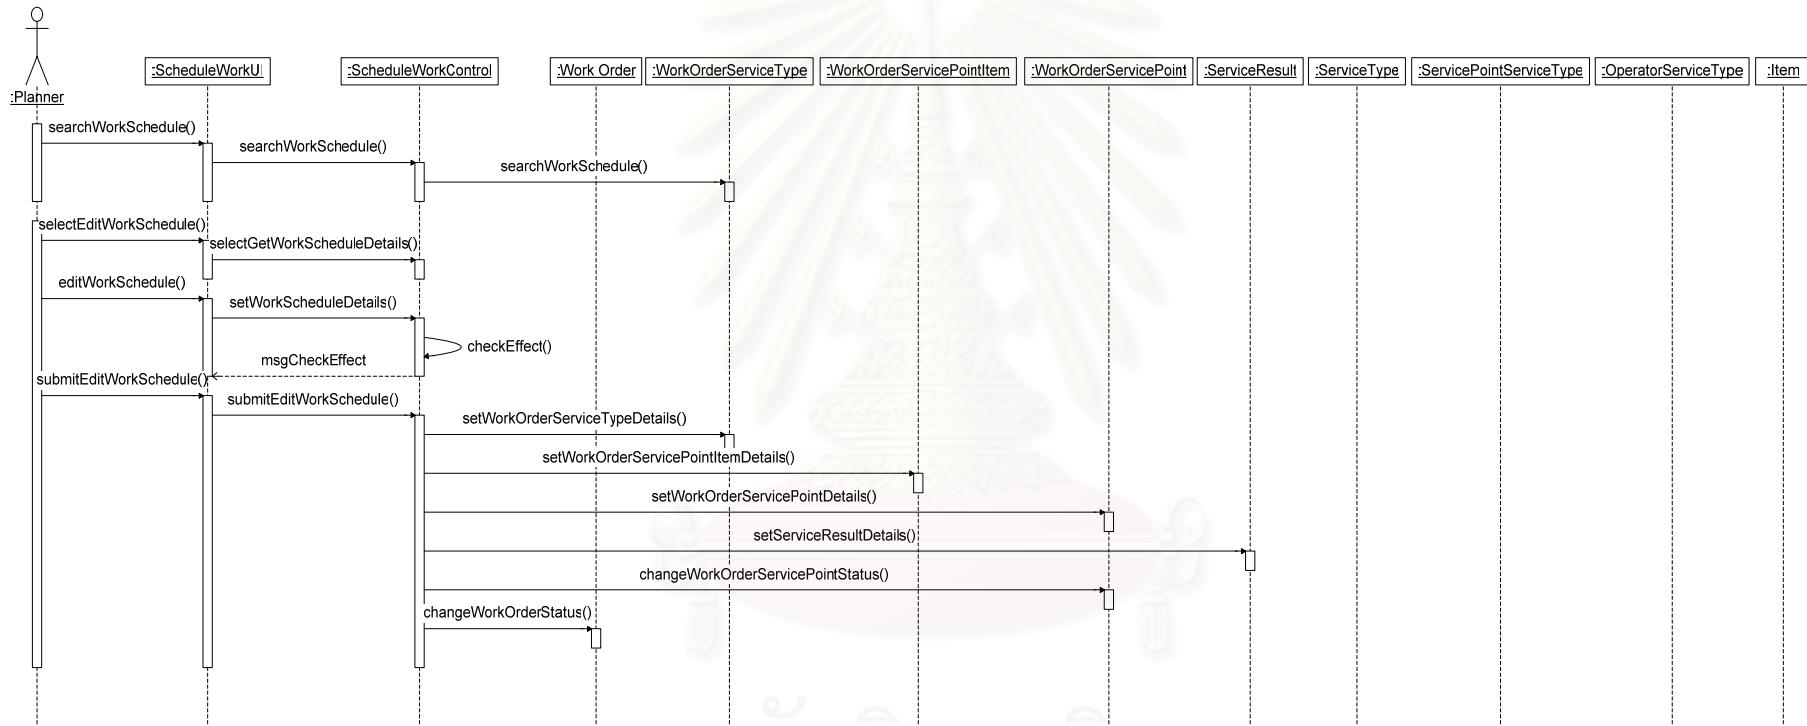 :Planner
:ScheduleWorkUI
:ScheduleWorkControl
:Work Order
:WorkOrderServiceType
:WorkOrderServicePointItem
:WorkOrderServicePoint
:ServiceResult
:ServiceType
:ServicePointServiceType
:OperatorServiceType
:Item
searchWorkSchedule()
searchWorkSchedule()
searchWorkSchedule()
selectEditWorkSchedule()
selectGetWorkScheduleDetails()
editWorkSchedule()
setWorkScheduleDetails()
checkEffect()
msgCheckEffect
submitEditWorkSchedule()
submitEditWorkSchedule()
setWorkOrderServiceTypeDetails()
setWorkOrderServicePointItemDetails()
setWorkOrderServicePointDetails()
setServiceResultDetails()
changeWorkOrderServicePointStatus()
changeWorkOrderStatus()